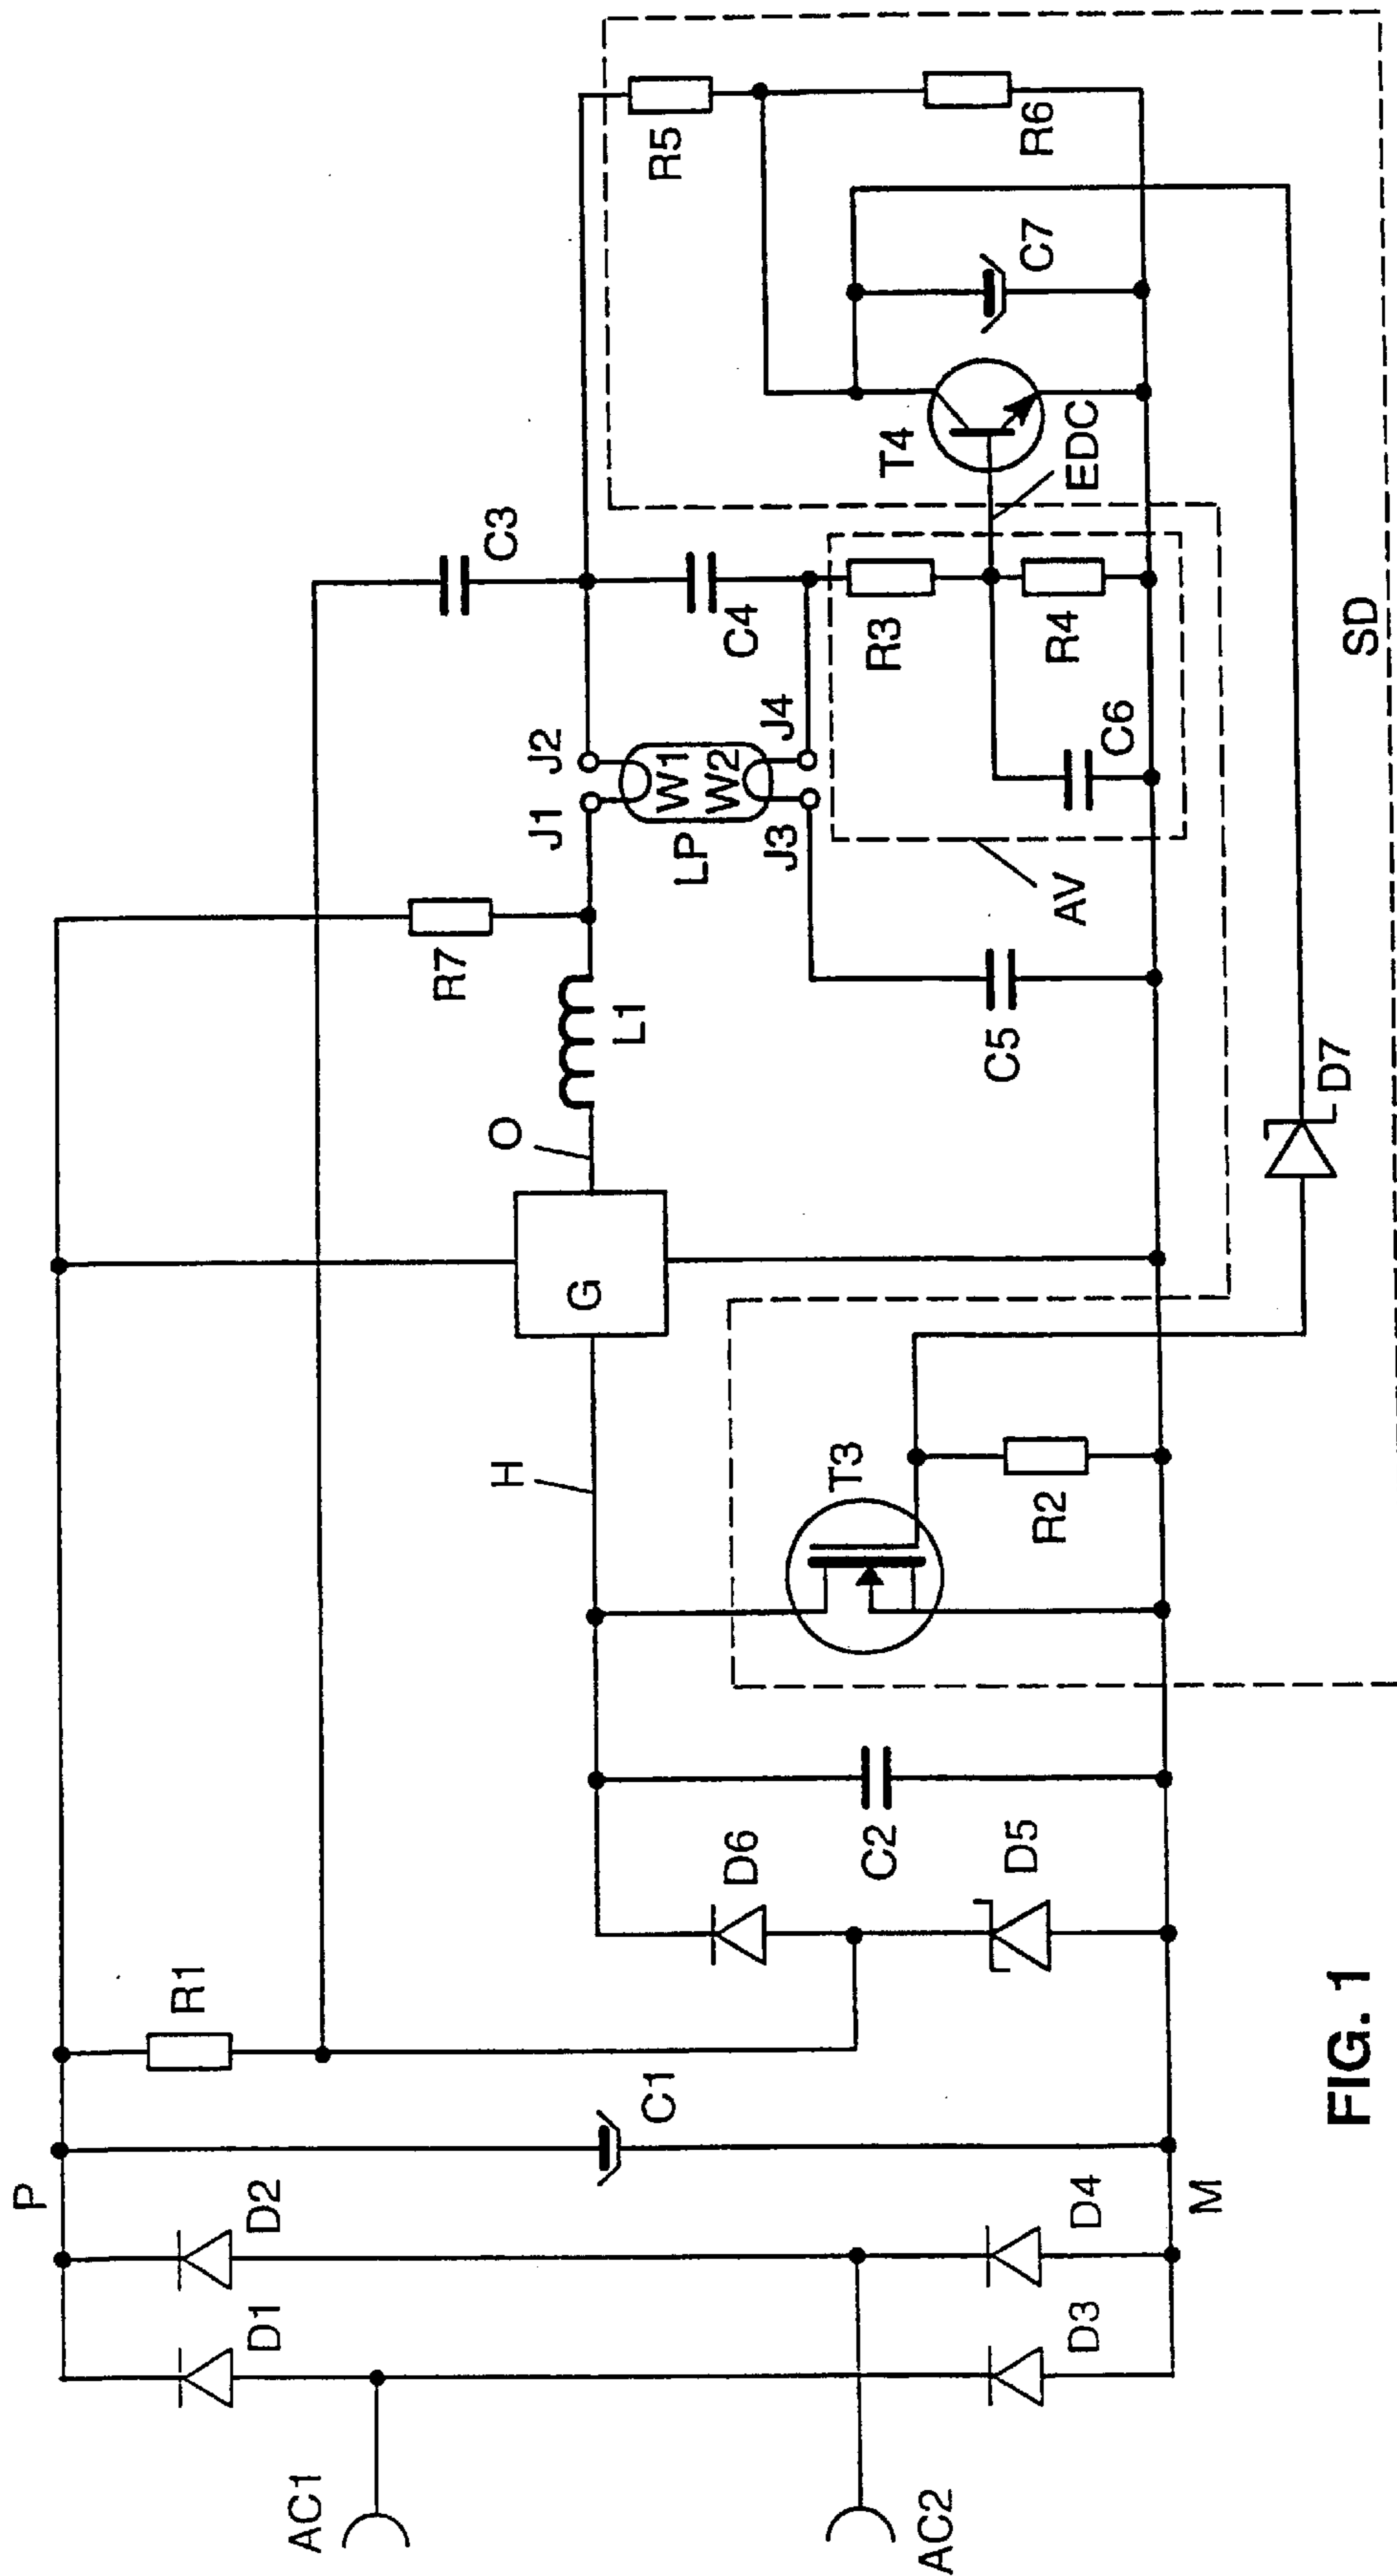 P
R1
R7
C3
R5
R6
D1
D2
C1
AC1
AC2
D3
D4
M
D6
D5
C2
H
G
O
L1
J1
J2
LP
W1
W2
J3
J4
C4
C5
R3
R4
C6
AV
T3
R2
T4
EDC
C7
D7
SD
FIG. 1